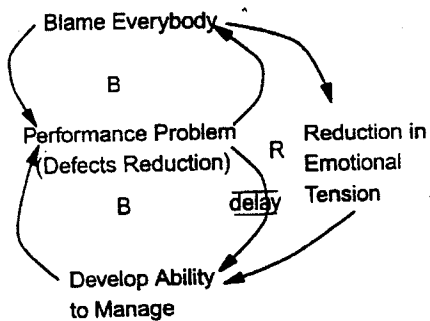 Blame Everybody
B
Performance Problem
(Defects Reduction)
R
Reduction in
Emotional
Tension
B
delay
Develop Ability
to Manage